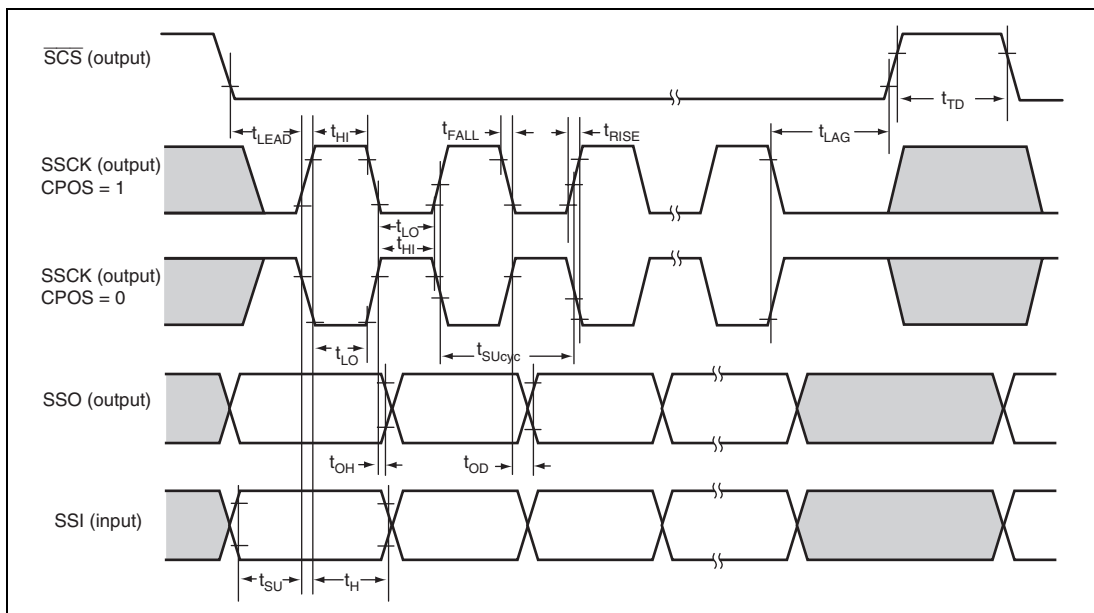 SCS (output)
tTD
tLEAD
tHI
tFALL
tRISE
tLAG
SSCK (output)
CPOS = 1
tLO
tHI
SSCK (output)
CPOS = 0
tLO
tSUcyc
SSO (output)
tOH
tOD
SSI (input)
tSU
tH